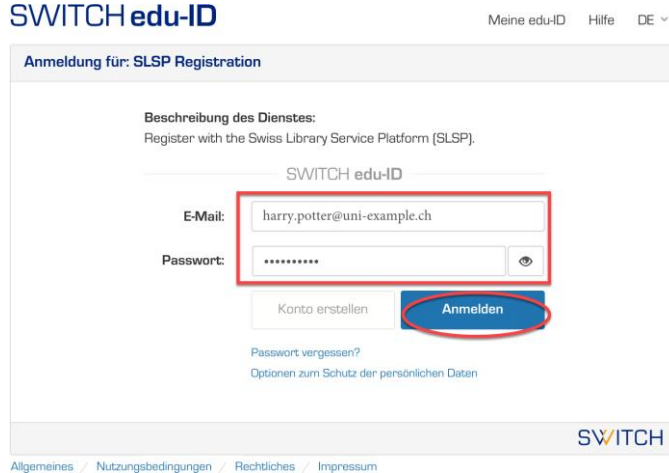 SWITCH edu-ID
Meine edu-ID Hilfe DE
Anmeldung für: SLSP Registration
Beschreibung des Dienstes:
Register with the Swiss Library Service Platform (SLSP).
SWITCH edu-ID
E-Mail: harry.potter@uni-example.ch
Passwort: ••••••••••
Konto erstellen Anmelden
Passwort vergessen?
Optionen zum Schutz der persönlichen Daten
SWITCH
Allgemeines / Nutzungsbedingungen / Rechtliches / Impressum